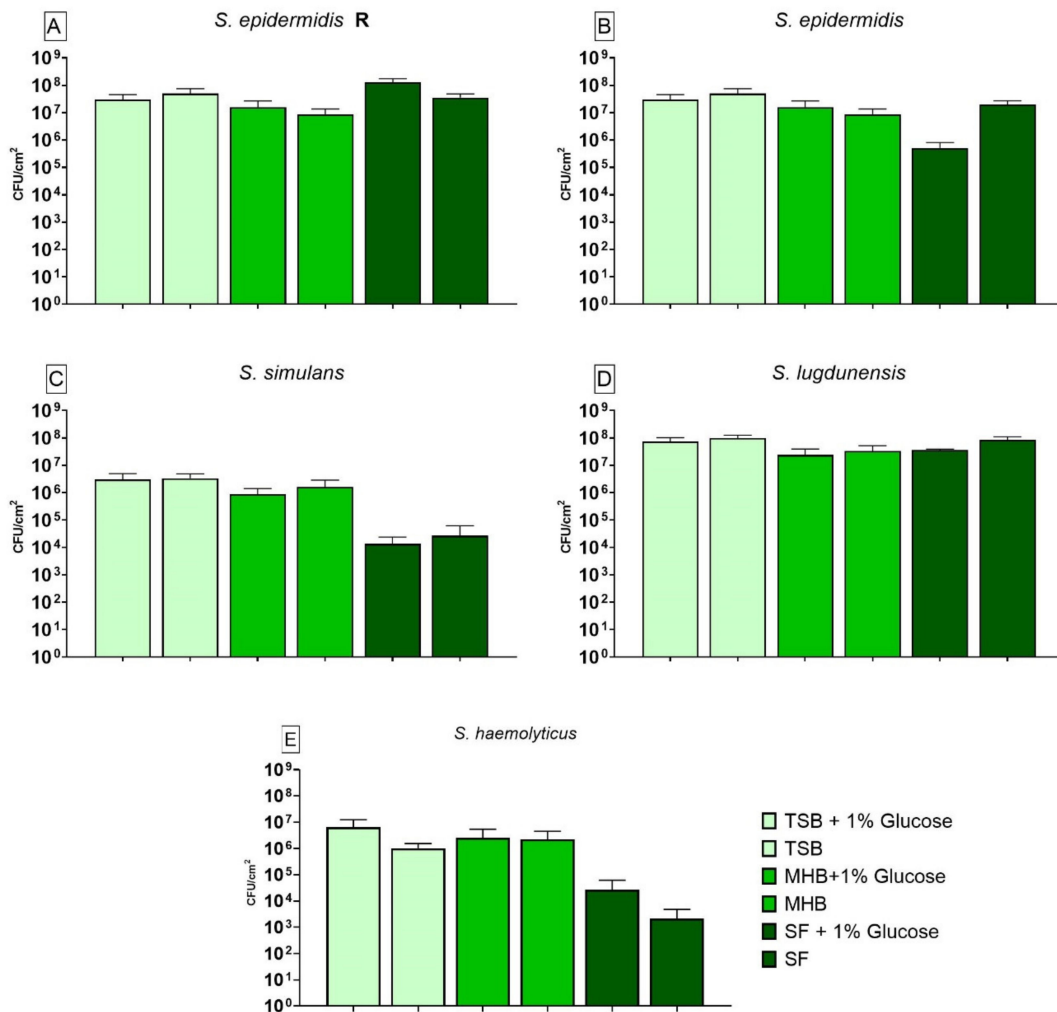 A
S. epidermidis R
10⁹
10⁸
10⁷
10⁶
10⁵
10⁴
10³
10²
10¹
10⁰
CFU/cm²
B
S. epidermidis
10⁹
10⁸
10⁷
10⁶
10⁵
10⁴
10³
10²
10¹
10⁰
CFU/cm²
C
S. simulans
10⁹
10⁸
10⁷
10⁶
10⁵
10⁴
10³
10²
10¹
10⁰
CFU/cm²
D
S. lugdunensis
10⁹
10⁸
10⁷
10⁶
10⁵
10⁴
10³
10²
10¹
10⁰
CFU/cm²
E
S. haemolyticus
10⁹
10⁸
10⁷
10⁶
10⁵
10⁴
10³
10²
10¹
10⁰
CFU/cm²
TSB + 1% Glucose
TSB
MHB+1% Glucose
MHB
SF + 1% Glucose
SF